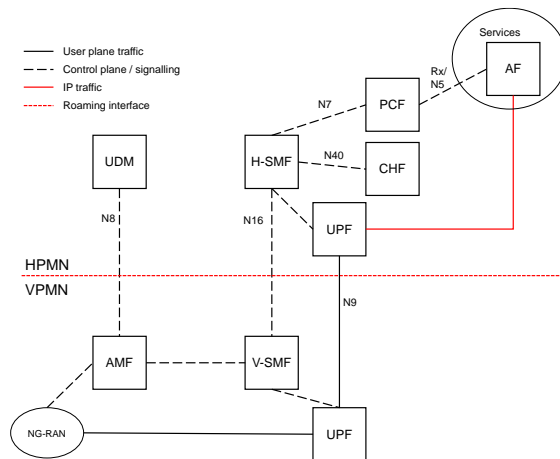 User plane traffic
Control plane / signalling
IP traffic
Roaming interface
Services
AF
Rx/
N5
N7
PCF
UDM
H-SMF
N40
CHF
N8
N16
UPF
HPMN
VPMN
N9
AMF
V-SMF
NG-RAN
UPF